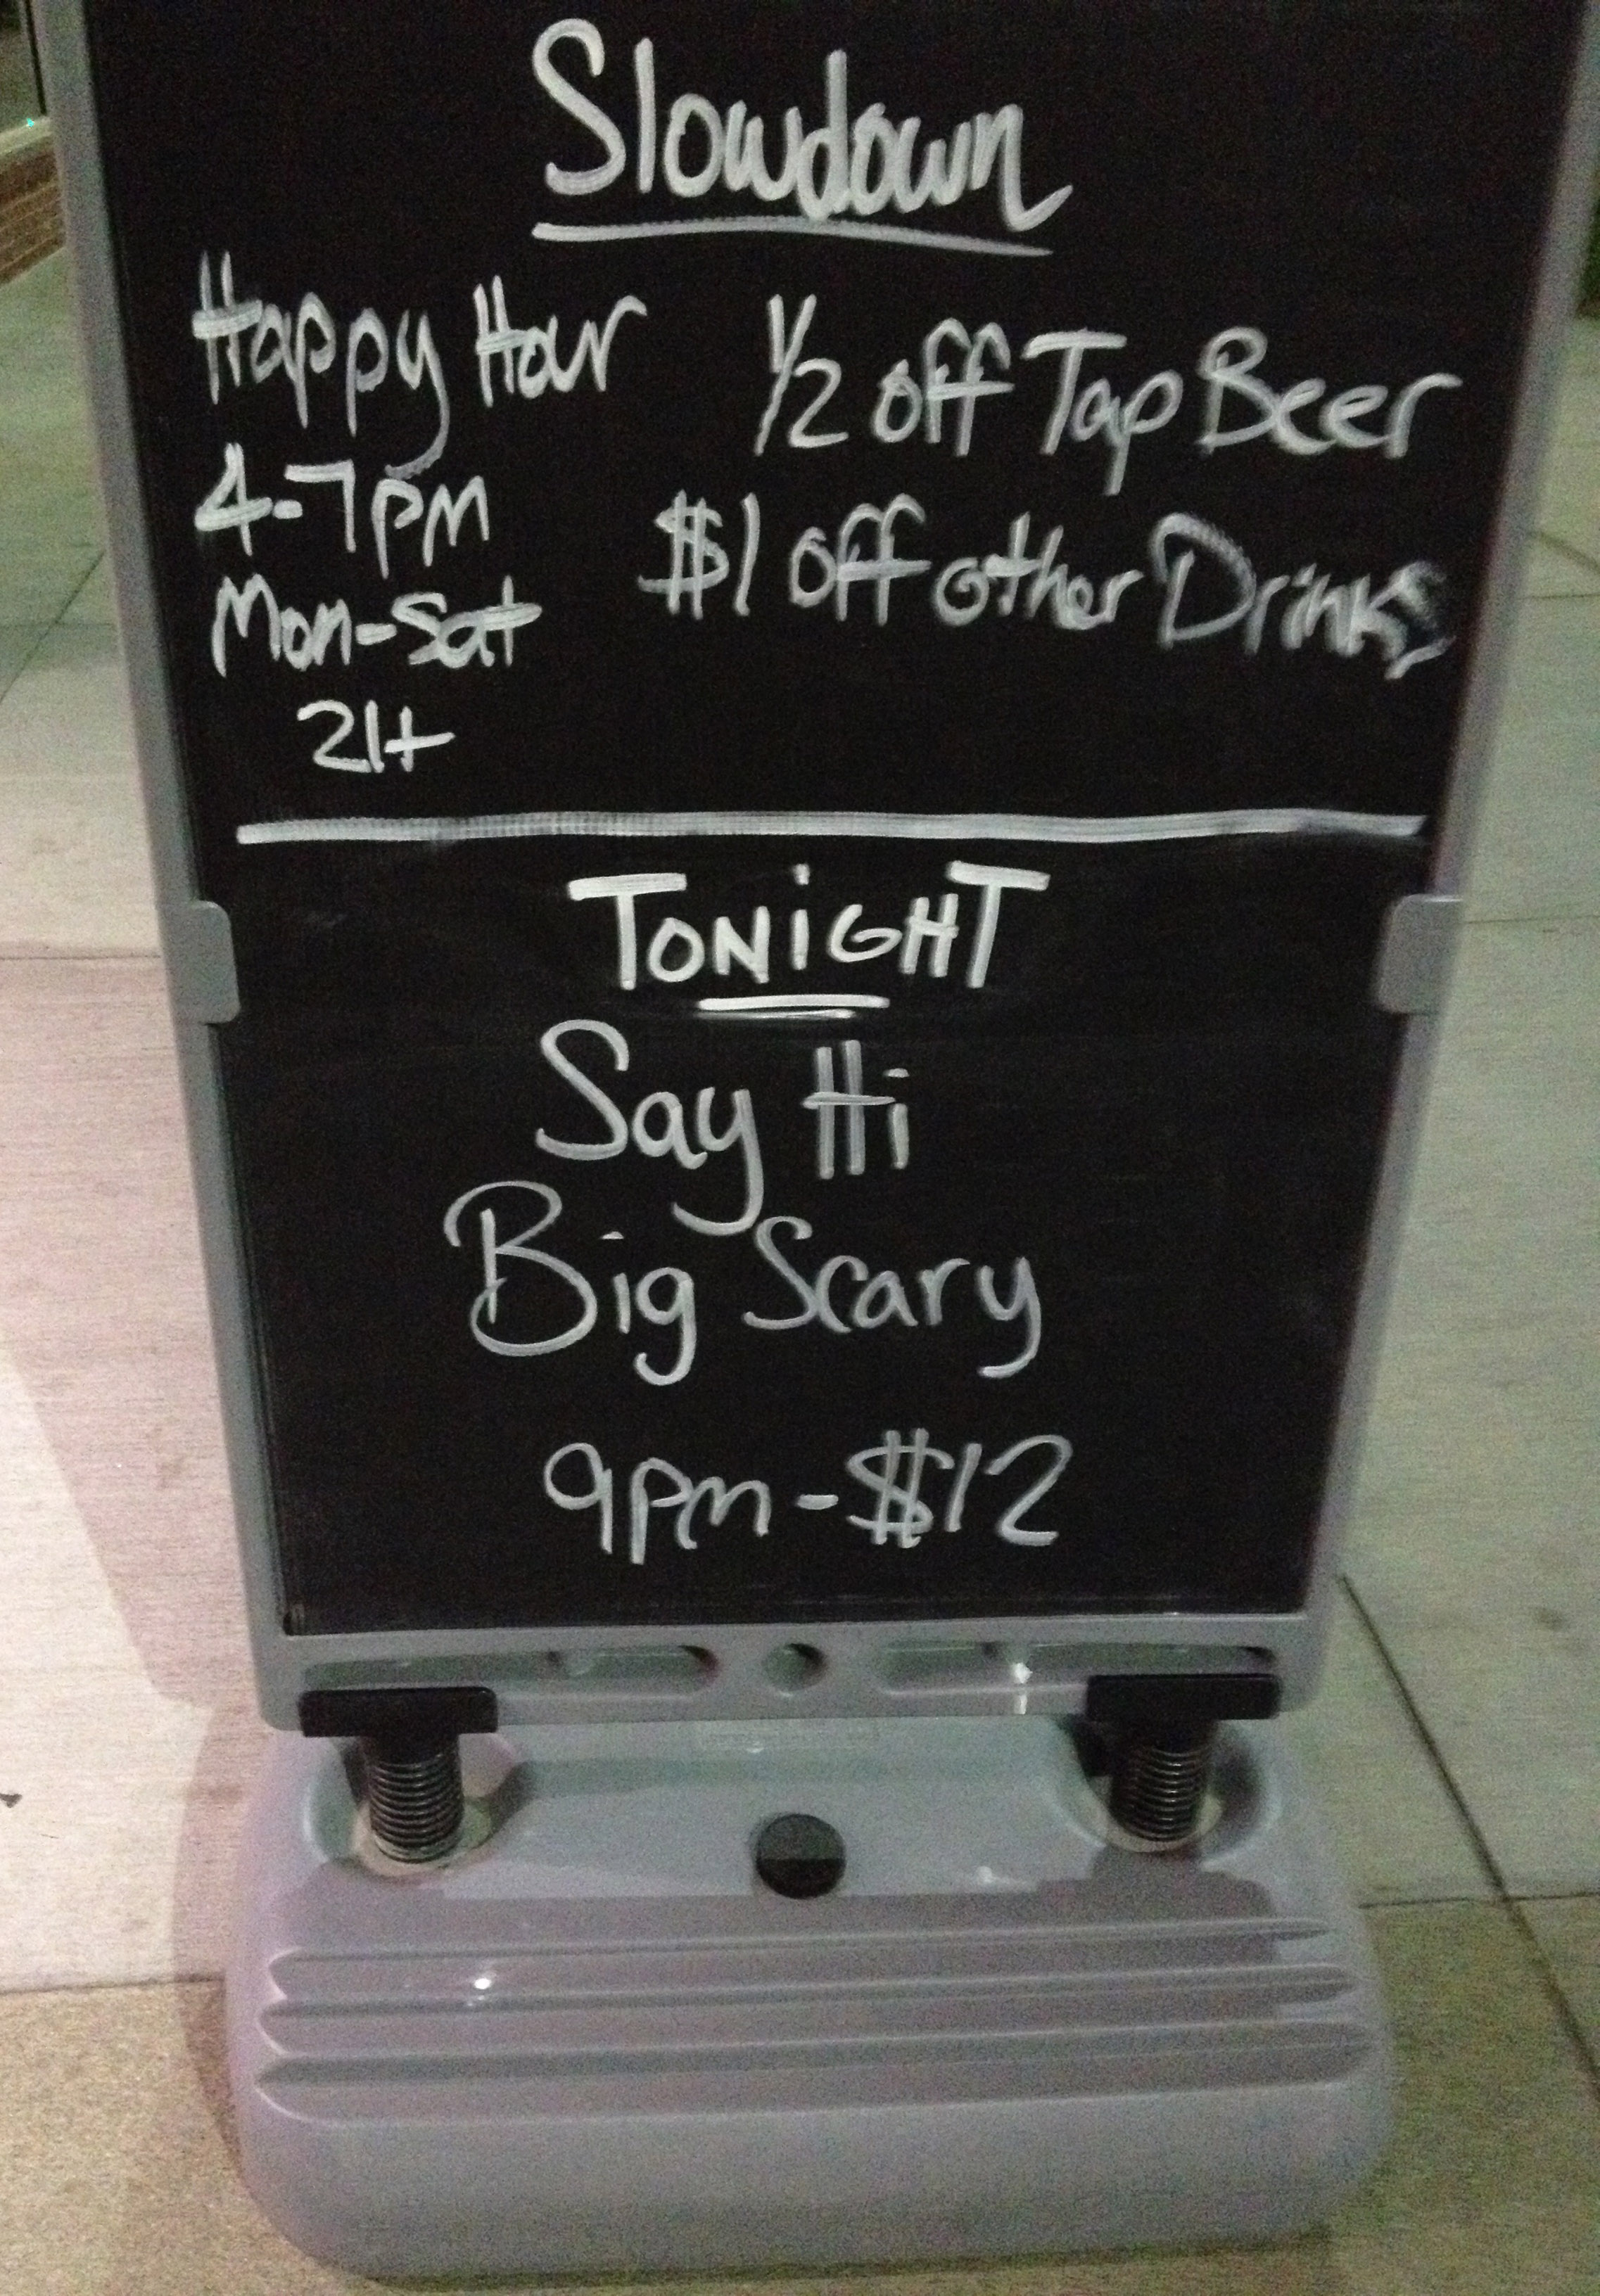 Slowdown
Happy Hour
4-7pm
Mon-Sat
21+
1/2 off Tap Beer
$1 off other Drinks
TONiGHT
Say Hi
Big Scary
9pm - $12